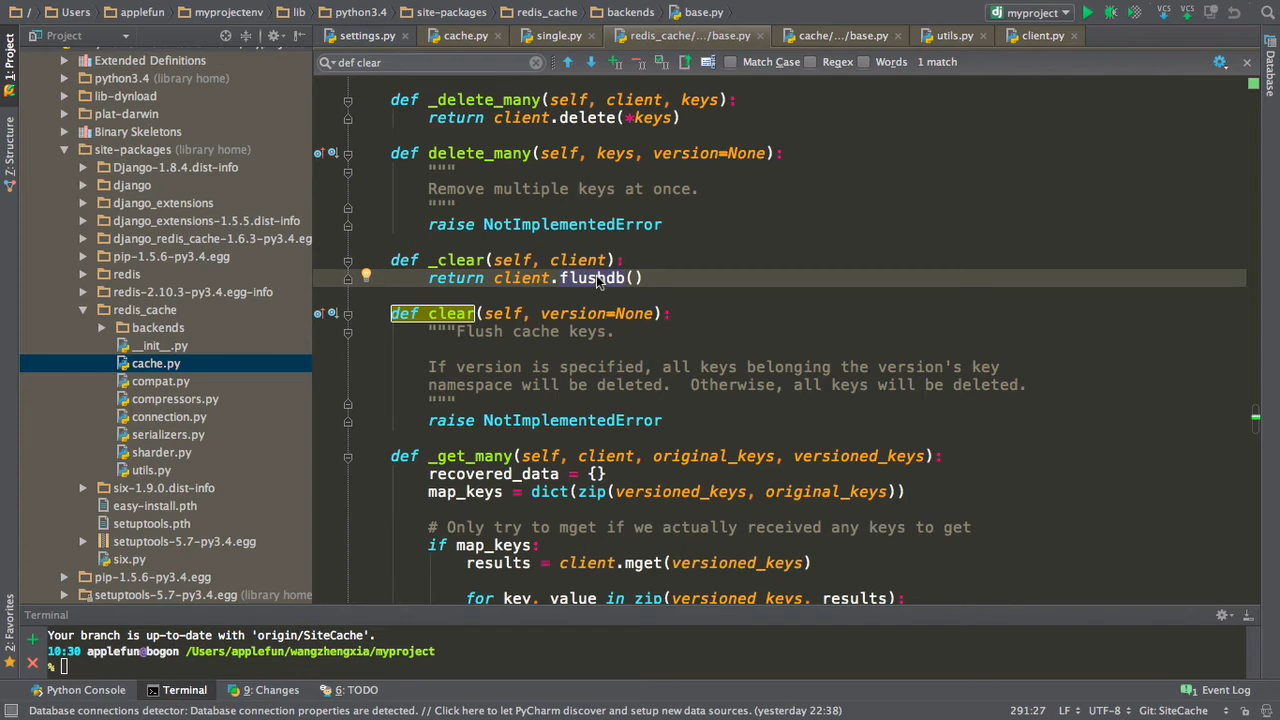 / Users applefun myprojectenv lib python3.4 site-packages redis_cache backends base.py myproject
Project settings.py cache.py single.py redis_cache/.../base.py cache/.../base.py utils.py client.py
def clear Match Case Regex Words 1 match
1: Project
Z: Structure
2: Favorites
Database
Extended Definitions
python3.4 (library home)
lib-dynload
plat-darwin
Binary Skeletons
site-packages
Django-1.8.4.dist-info
django
django_extensions
django_extensions-1.5.5.dist-info
django_redis_cache-1.6.3-py3.4.eg
pip-1.5.6-py3.4.egg
redis
redis-2.10.3-py3.4.egg-info
redis_cache
backends
__init__.py
cache.py
compat.py
compressors.py
connection.py
serializers.py
sharder.py
utils.py
six-1.9.0.dist-info
easy-install.pth
setuptools.pth
setuptools-5.7-py3.4.egg
six.py
pip-1.5.6-py3.4.egg
setuptools-5.7-py3.4.egg (library home)
def _delete_many(self, client, keys):
return client.delete(*keys)
def delete_many(self, keys, version=None):
"""
Remove multiple keys at once.
"""
raise NotImplementedError
def _clear(self, client):
return client.flushdb()
def clear(self, version=None):
"""Flush cache keys.
If version is specified, all keys belonging the version's key
namespace will be deleted. Otherwise, all keys will be deleted.
"""
raise NotImplementedError
def _get_many(self, client, original_keys, versioned_keys):
recovered_data = {}
map_keys = dict(zip(versioned_keys, original_keys))
# Only try to mget if we actually received any keys to get
if map_keys:
results = client.mget(versioned_keys)
for key, value in zip(versioned_keys, results):
Terminal
Your branch is up-to-date with 'origin/SiteCache'.
10:30 applefun@bogon /Users/applefun/wangzhengxia/myproject
%
Python Console Terminal 9: Changes 6: TODO 1 Event Log
Database connections detector: Database connection properties are detected. // Click here to let PyCharm discover and setup new data sources. (yesterday 22:38) 291:27 LF UTF-8 Git: SiteCache